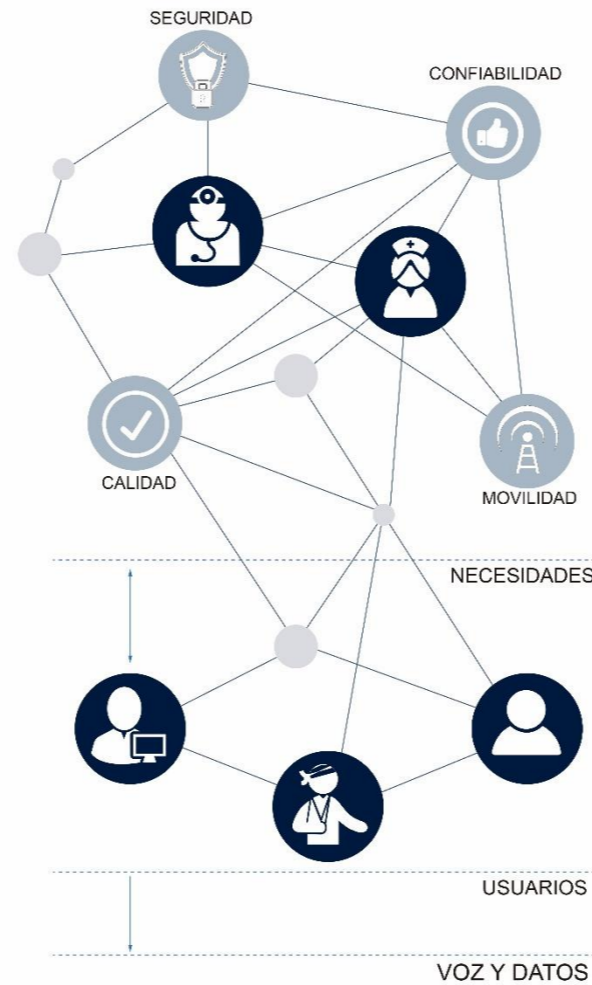 SEGURIDAD
CONFIABILIDAD
CALIDAD
MOVILIDAD
NECESIDADES
USUARIOS
VOZ Y DATOS